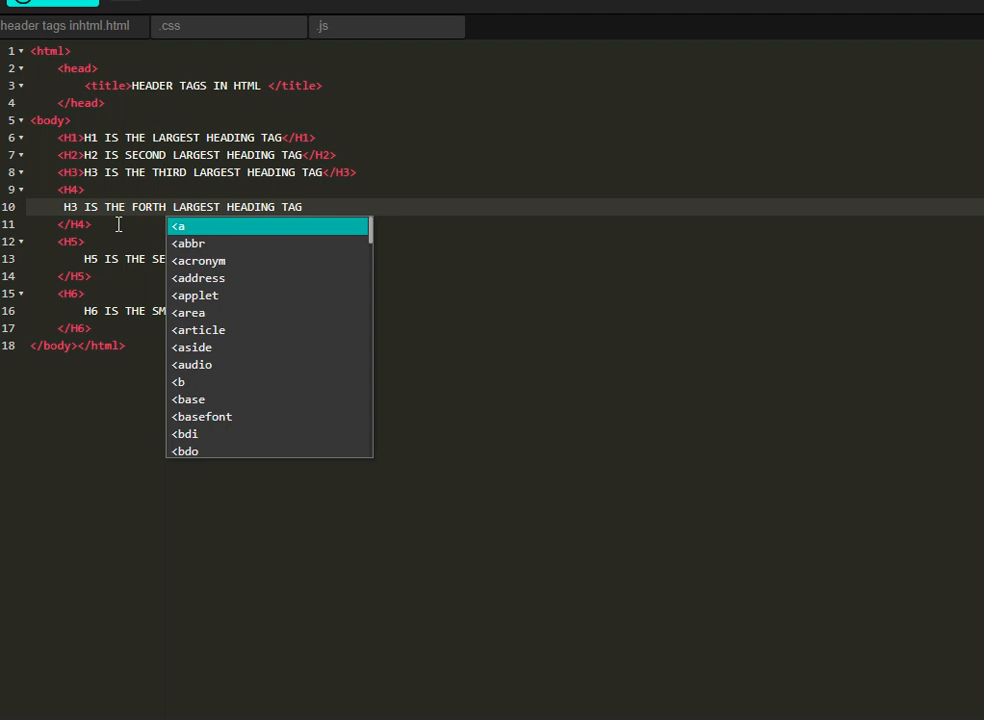 header tags inhtml.html
.css
.js
1 <html>
2 <head>
3 <title>HEADER TAGS IN HTML </title>
4 </head>
5 <body>
6 <H1>H1 IS THE LARGEST HEADING TAG</H1>
7 <H2>H2 IS SECOND LARGEST HEADING TAG</H2>
8 <H3>H3 IS THE THIRD LARGEST HEADING TAG</H3>
9 <H4>
10 H3 IS THE FORTH LARGEST HEADING TAG
11 </H4>
12 <H5>
13 H5 IS THE SE
14 </H5>
15 <H6>
16 H6 IS THE SM
17 </H6>
18 </body></html>
<a
<abbr
<acronym
<address
<applet
<area
<article
<aside
<audio
<b
<base
<basefont
<bdi
<bdo